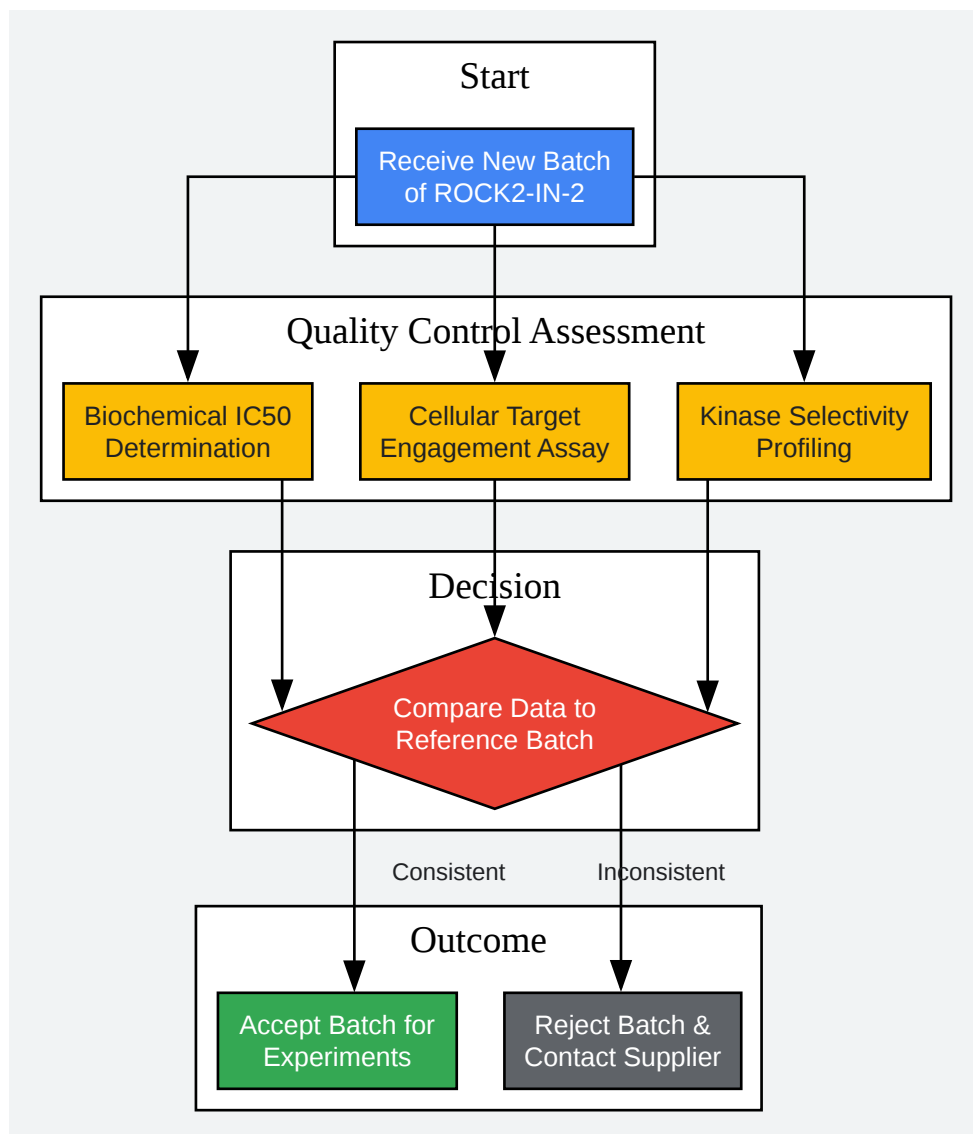 Start
Receive New Batch
of ROCK2-IN-2
Quality Control Assessment
Biochemical IC50
Determination
Cellular Target
Engagement Assay
Kinase Selectivity
Profiling
Decision
Compare Data to
Reference Batch
Consistent
Inconsistent
Outcome
Accept Batch for
Experiments
Reject Batch &
Contact Supplier